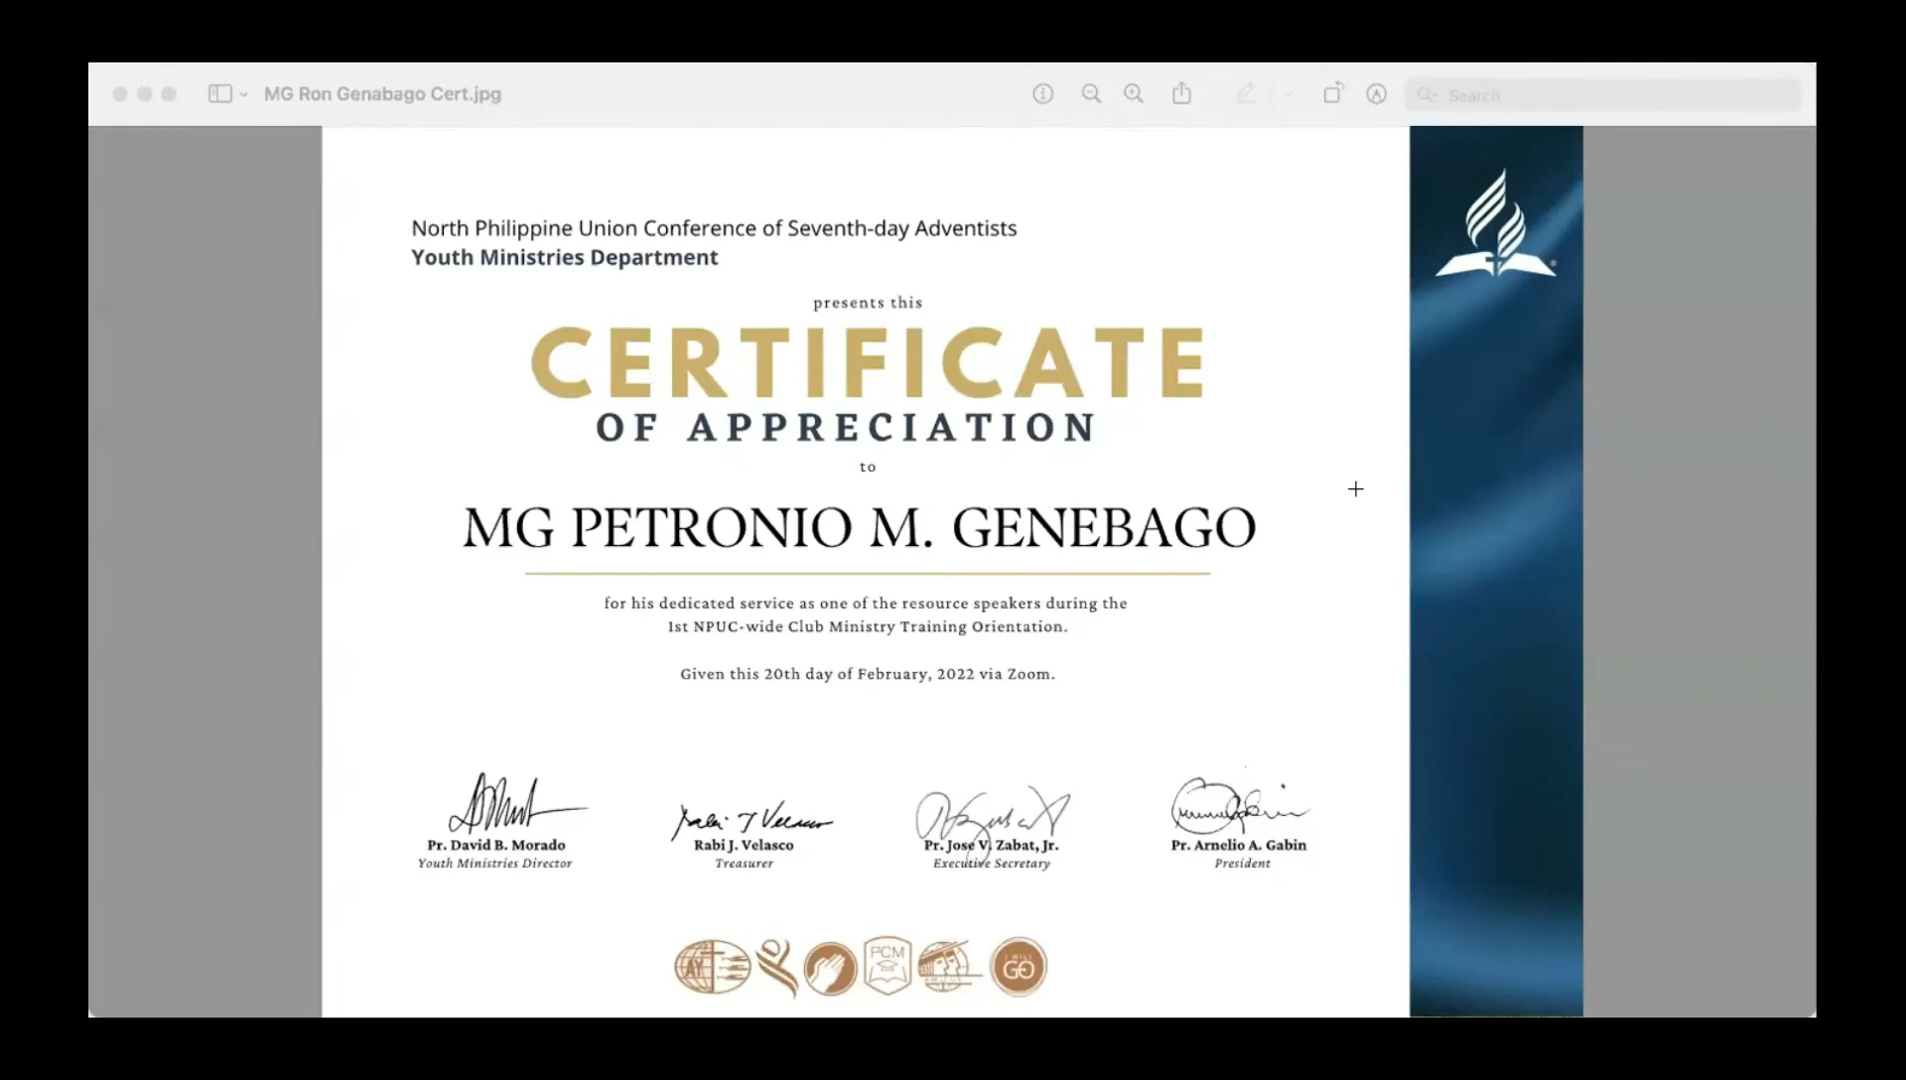 MG Ron Genabago Cert.jpg
Search
North Philippine Union Conference of Seventh-day Adventists
Youth Ministries Department
presents this
CERTIFICATE
OF APPRECIATION
to
MG PETRONIO M. GENEBAGO
for his dedicated service as one of the resource speakers during the
1st NPUC-wide Club Ministry Training Orientation.
Given this 20th day of February, 2022 via Zoom.
Pr. David B. Morado
Youth Ministries Director
Rabi J. Velasco
Treasurer
Pr. Jose V. Zabat, Jr.
Executive Secretary
Pr. Arnelio A. Gabin
President
AY
PCM
I WILL
GO